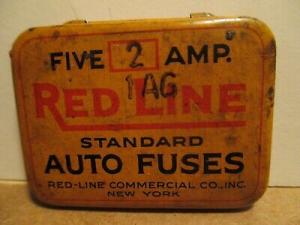 FIVE 2 AMP.
1AG
RED LINE
STANDARD
AUTO FUSES
RED-LINE COMMERCIAL CO., INC.
NEW YORK